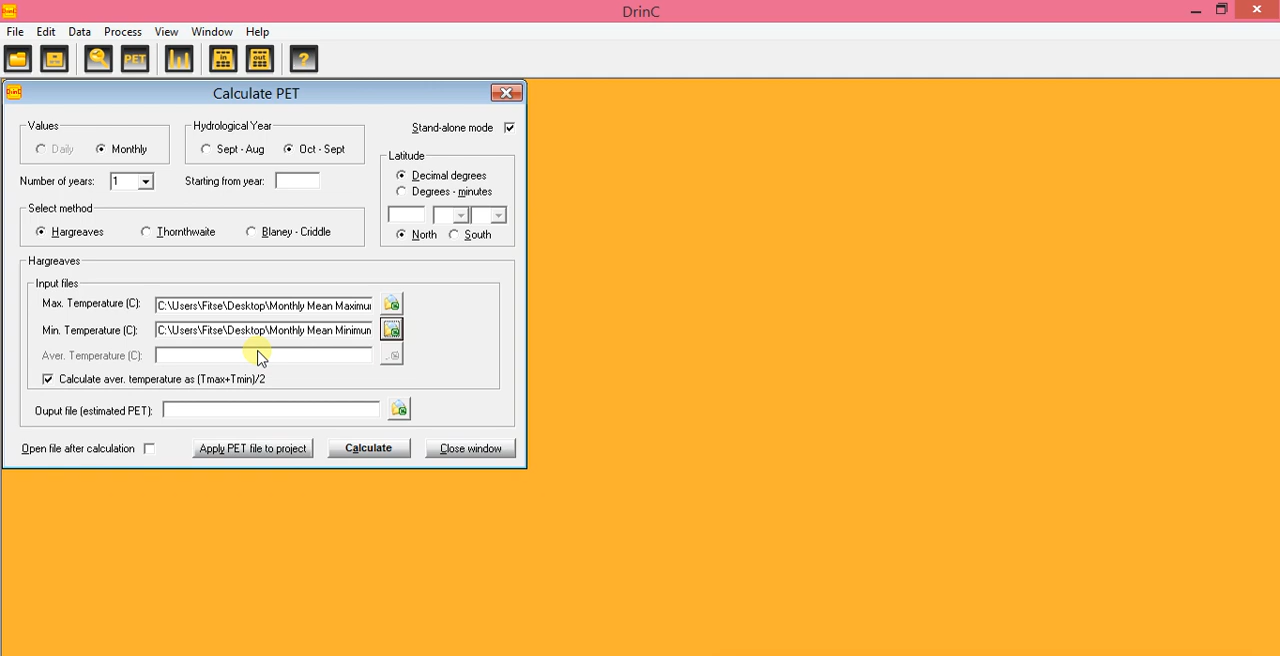 DrinC
File Edit Data Process View Window Help
PET in out ?
Calculate PET
Values
Daily Monthly
Hydrological Year
Sept - Aug Oct - Sept
Stand-alone mode
Number of years: 1 Starting from year:
Latitude
Decimal degrees
Degrees - minutes
North South
Select method
Hargreaves Thornthwaite Blaney - Criddle
Hargreaves
Input files
Max. Temperature (C): C:\Users\Fitse\Desktop\Monthly Mean Maximu
Min. Temperature (C): C:\Users\Fitse\Desktop\Monthly Mean Minimun
Aver. Temperature (C):
Calculate aver. temperature as (Tmax+Tmin)/2
Ouput file (estimated PET):
Open file after calculation Apply PET file to project Calculate Close window